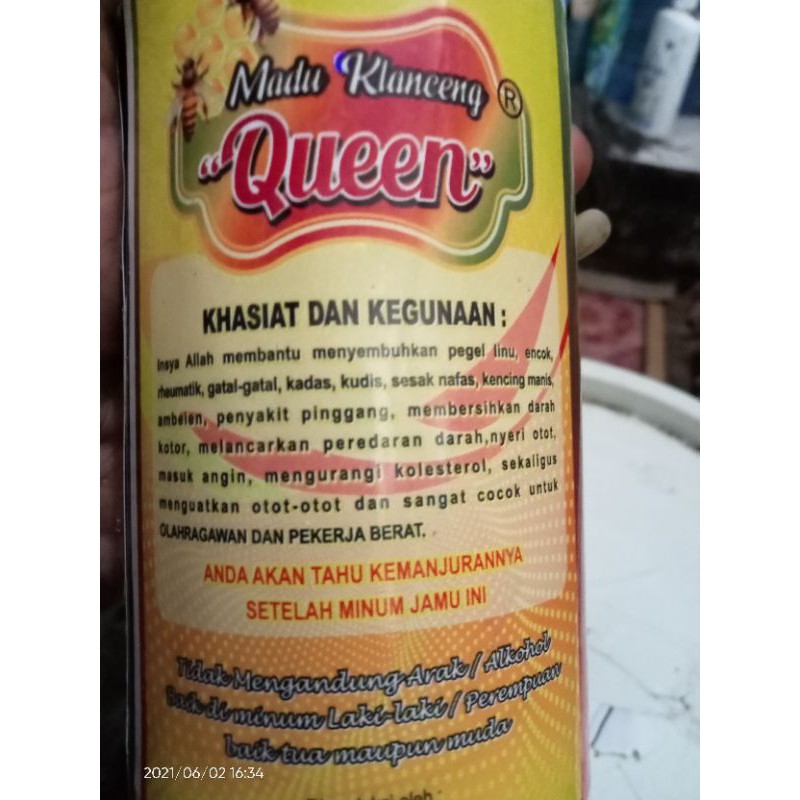 Madu Klanceng ®
"Queen"
KHASIAT DAN KEGUNAAN :
Insya Allah membantu menyembuhkan pegel linu, encok,
rheumatik, gatal-gatal, kadas, kudis, sesak nafas, kencing manis,
ambeien, penyakit pinggang, membersihkan darah
kotor, melancarkan peredaran darah,nyeri otot,
masuk angin, mengurangi kolesterol, sekaligus
menguatkan otot-otot dan sangat cocok untuk
OLAHRAGAWAN DAN PEKERJA BERAT.
ANDA AKAN TAHU KEMANJURANNYA
SETELAH MINUM JAMU INI
Tidak Mengandung Arak / Alkohol
Baik di minum Laki-laki / Perempuan
baik tua maupun muda
oleh :
2021/06/02 16:34